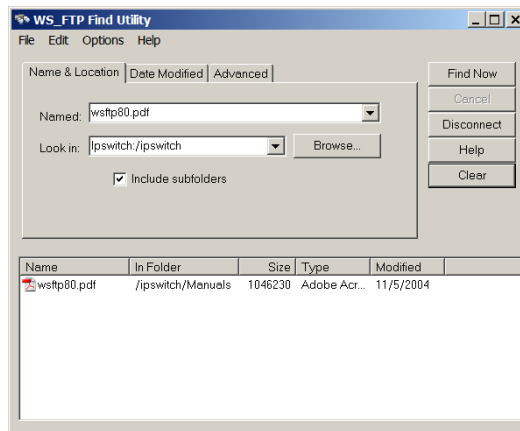 WS_FTP Find Utility
File Edit Options Help
Name & Location Date Modified Advanced
Find Now
Named: wsftp80.pdf
Cancel
Disconnect
Look in: Ipswitch:/ipswitch Browse...
Help
Include subfolders
Clear
Name In Folder Size Type Modified
wsftp80.pdf /ipswitch/Manuals 1046230 Adobe Acr... 11/5/2004